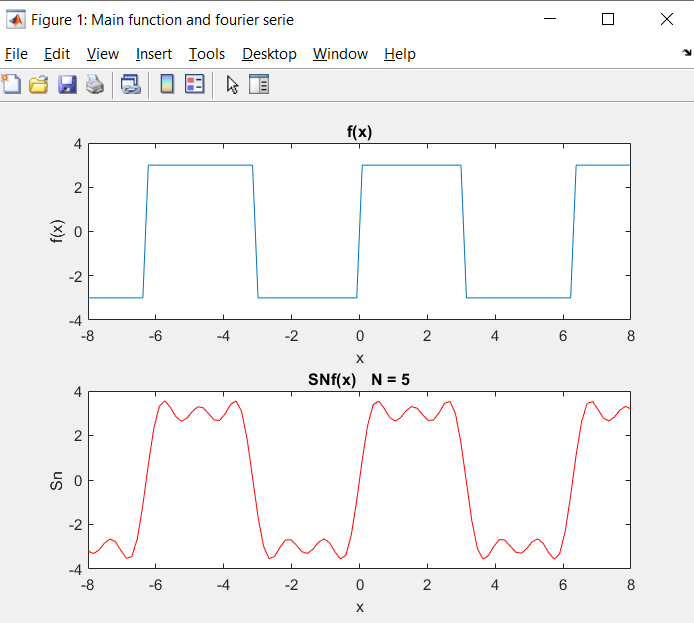 Figure 1: Main function and fourier serie
File Edit View Insert Tools Desktop Window Help
f(x)
4
2
0
-2
-4
f(x)
-8 -6 -4 -2 0 2 4 6 8
x
SNf(x) N = 5
4
2
0
-2
-4
Sn
-8 -6 -4 -2 0 2 4 6 8
x